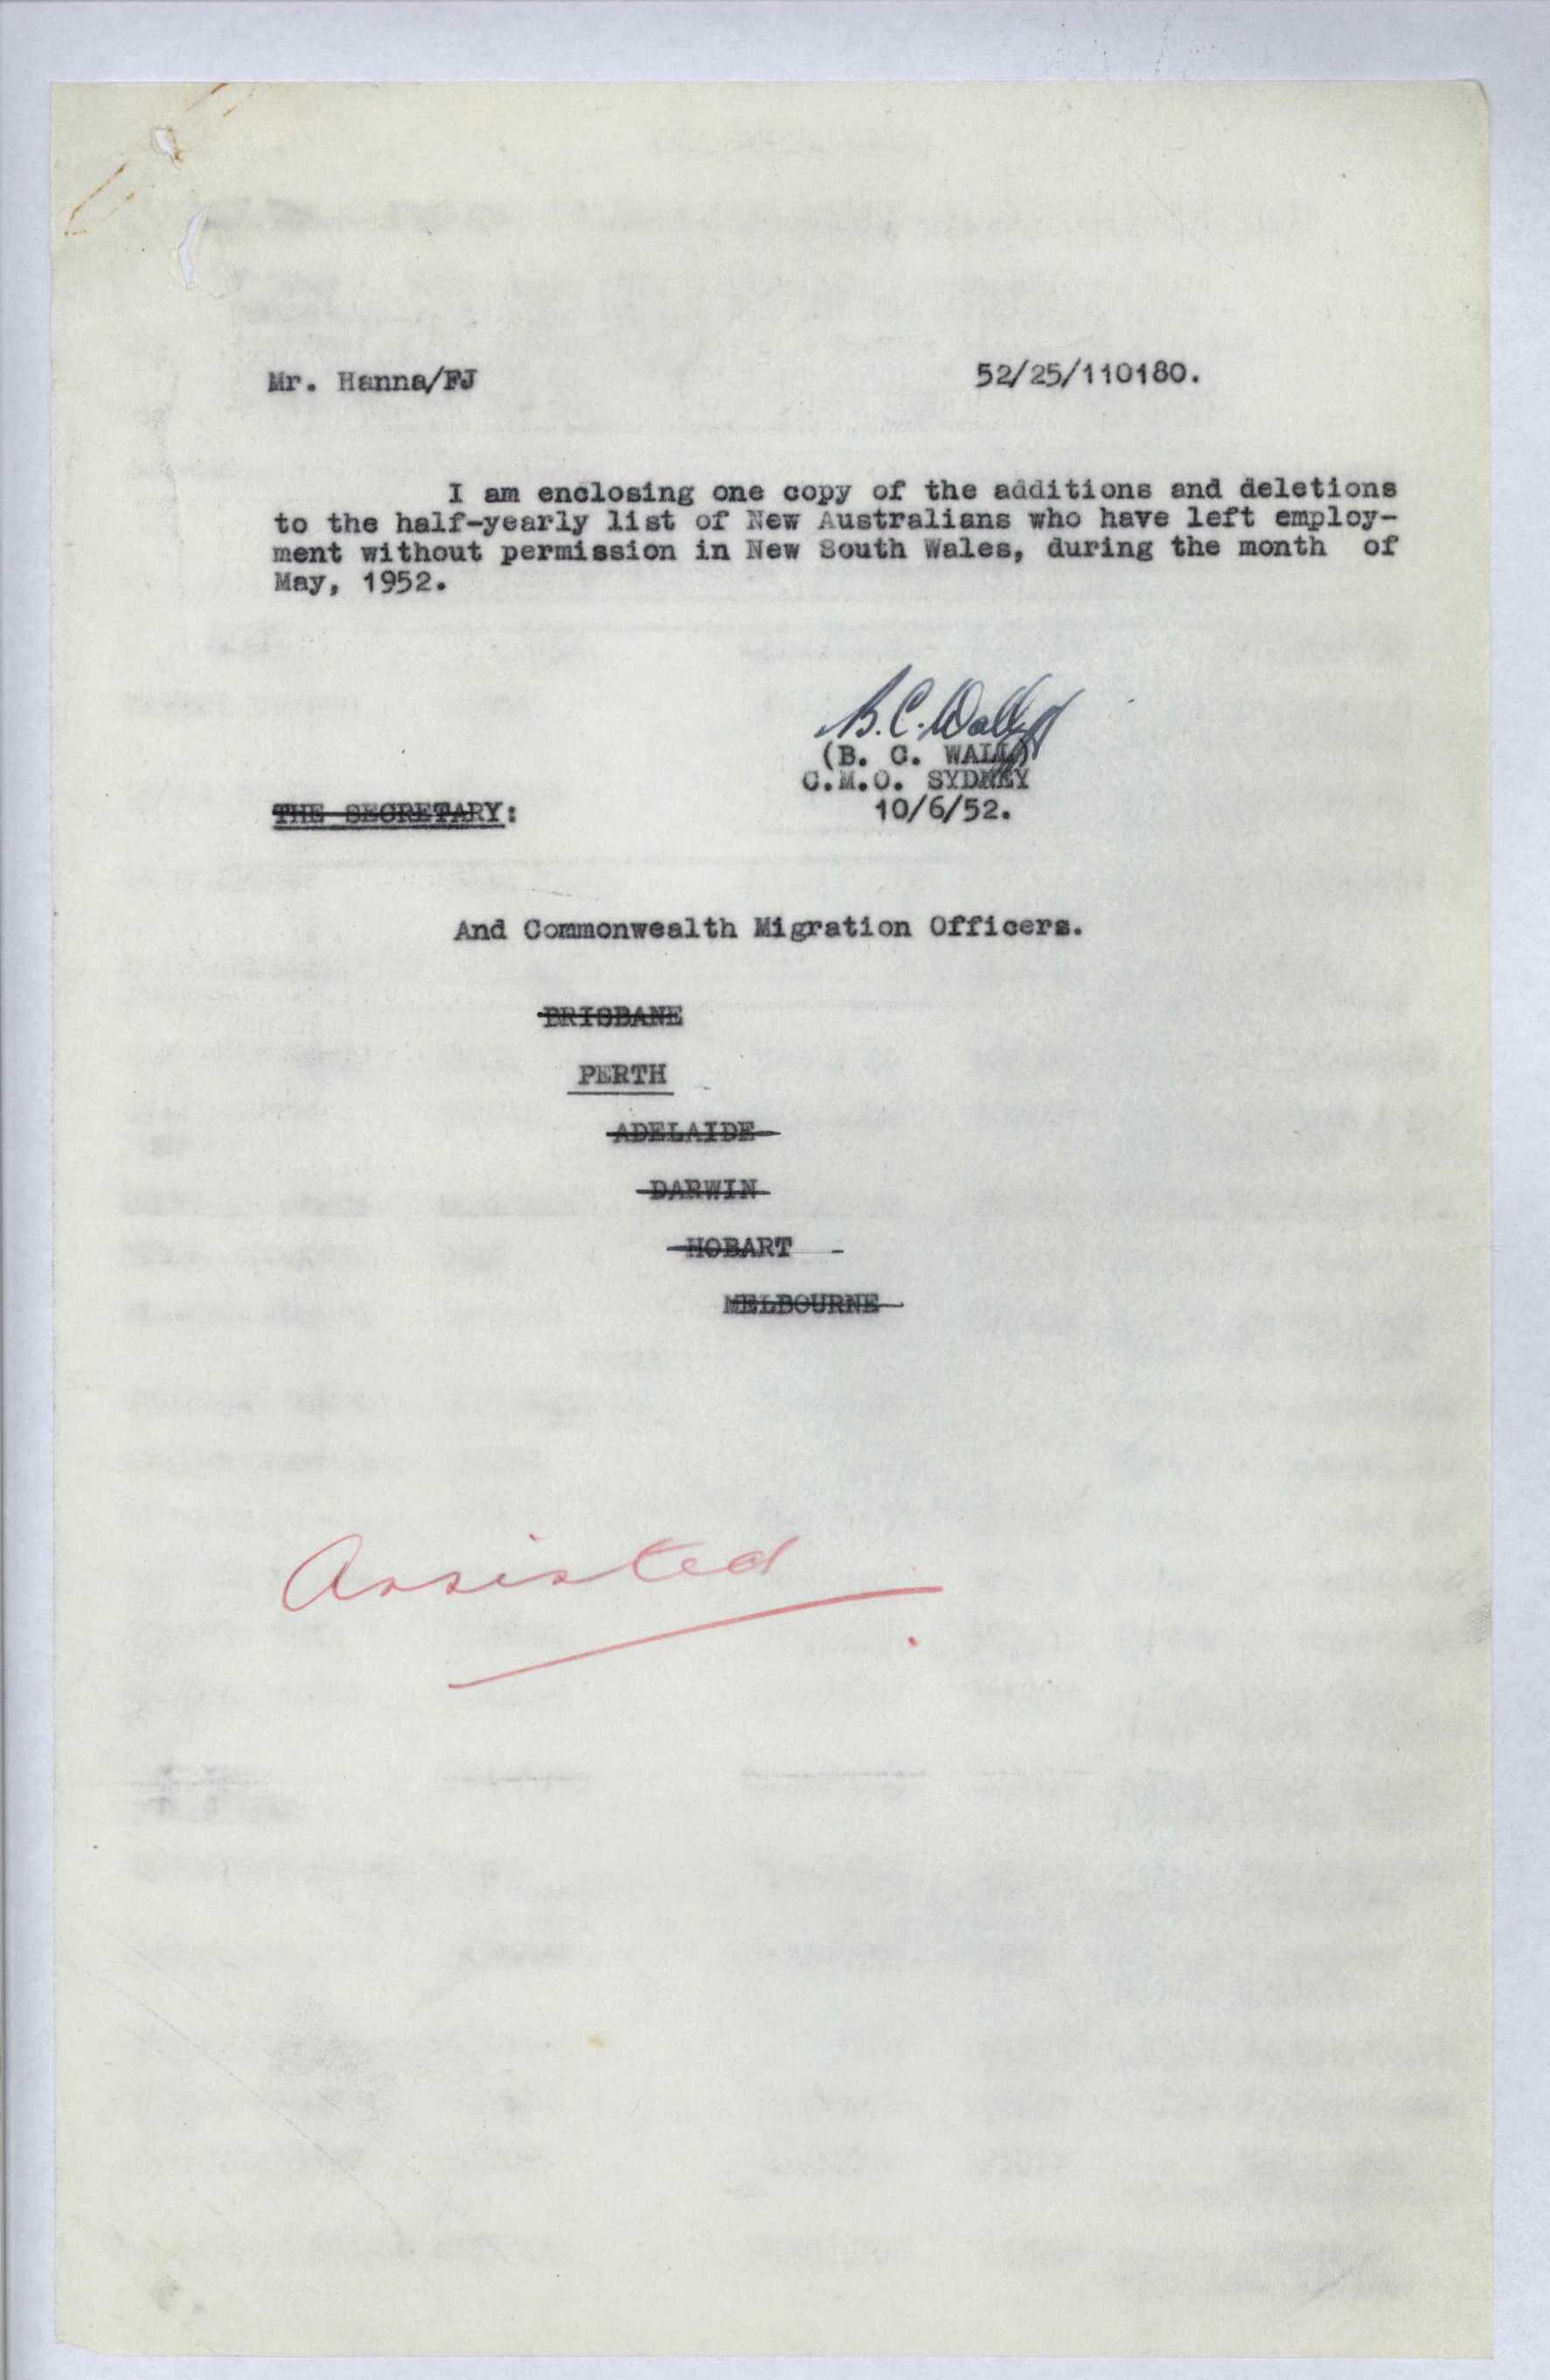 Mr. Hanna/FJ 52/25/110180.
I am enclosing one copy of the additions and deletions
to the half-yearly list of New Australians who have left employ-
ment without permission in New South Wales, during the month of
May, 1952.
B.C. Wall
(B. C. WALL)
C.M.O. SYDNEY
10/6/52.
THE SECRETARY:
And Commonwealth Migration Officers.
BRISBANE
PERTH
ADELAIDE
DARWIN
HOBART -
MELBOURNE
Assisted